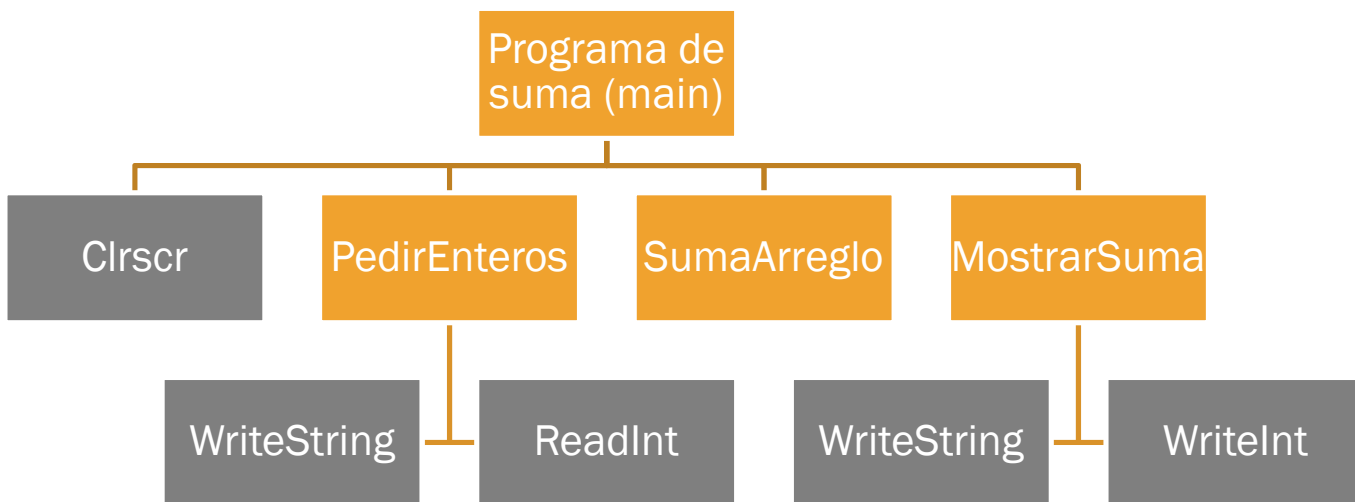 Programa de
suma (main)
Clrscr
PedirEnteros
SumaArreglo
MostrarSuma
WriteString
ReadInt
WriteString
WriteInt